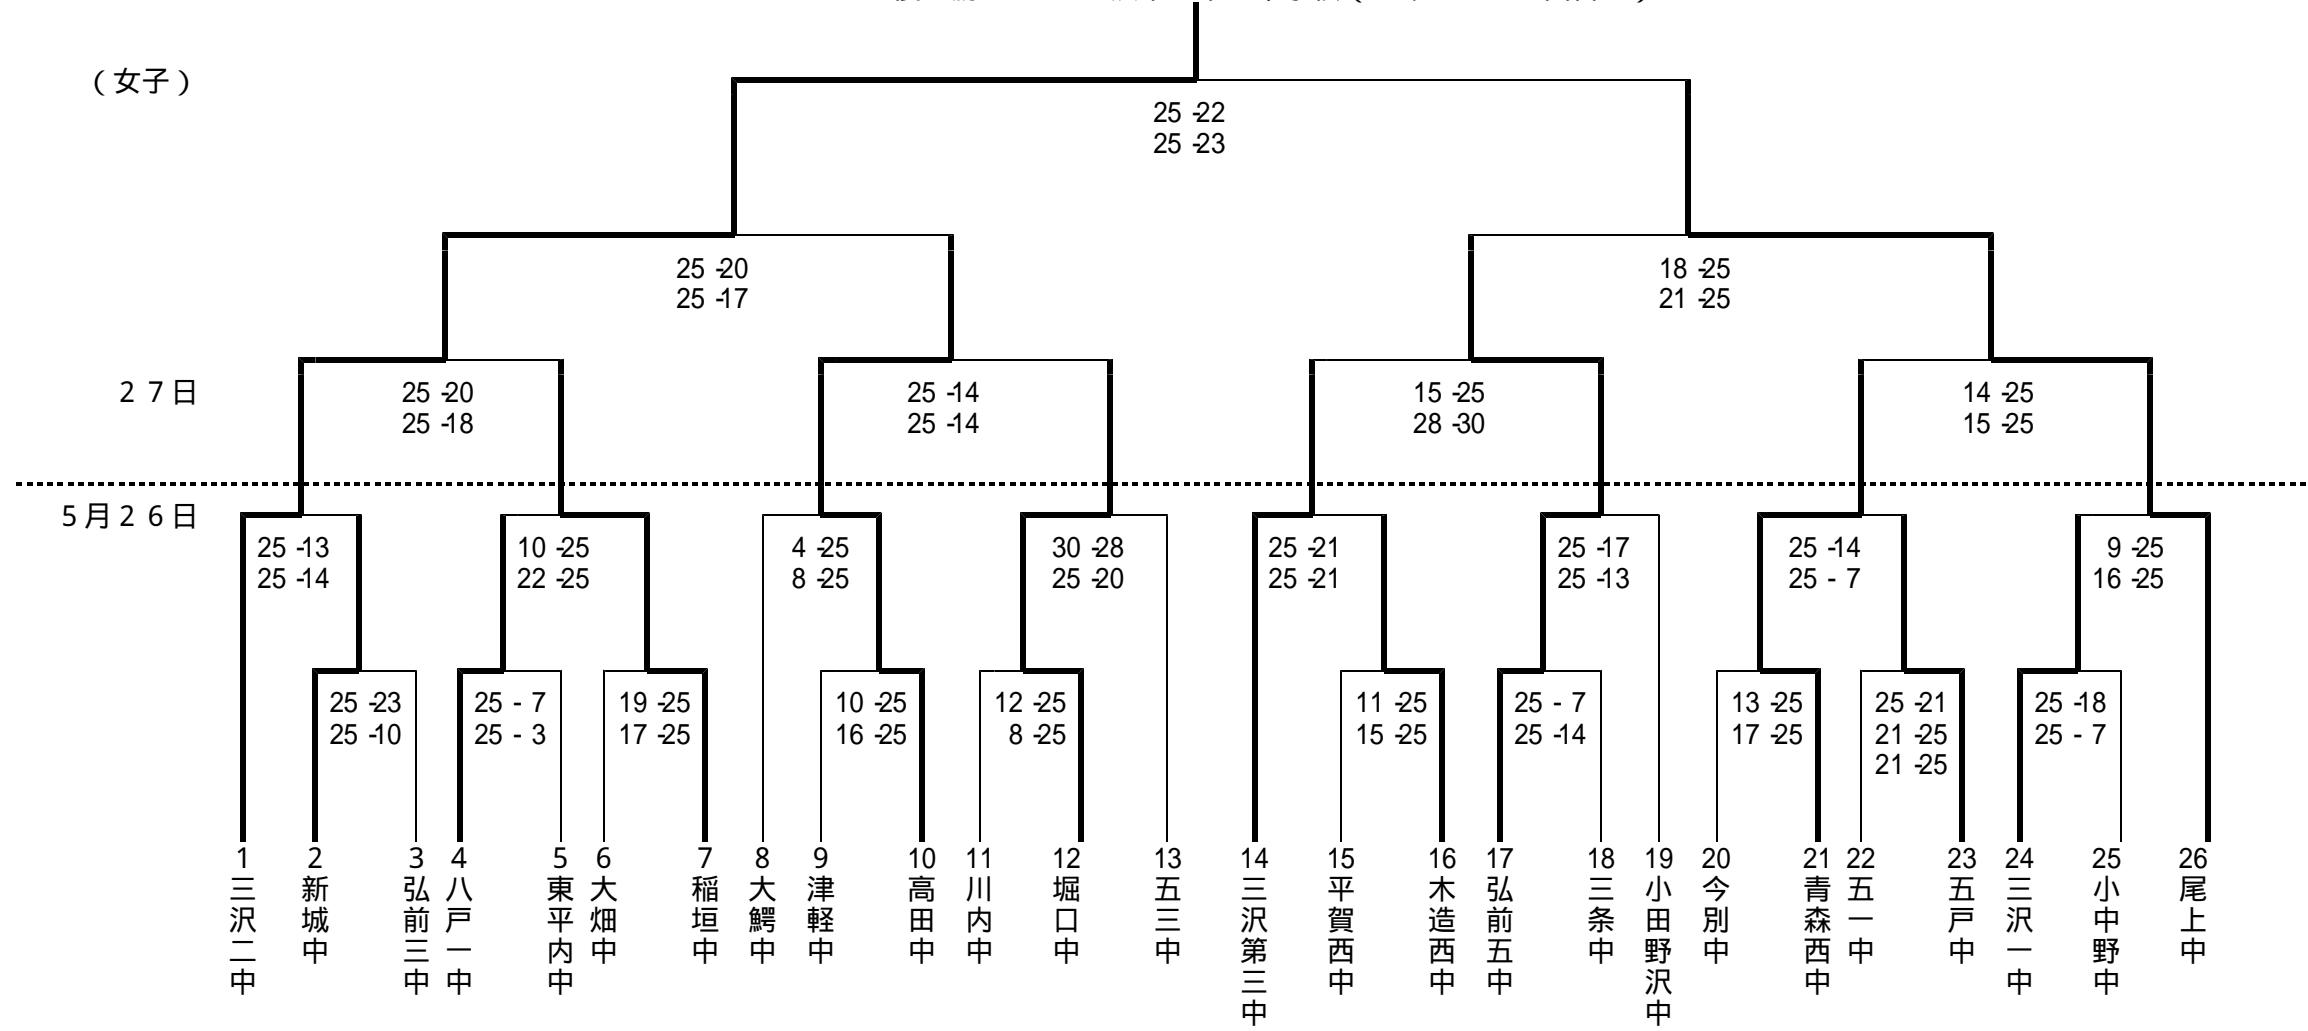 （女子）
25 -22
25 -23
25 -20
25 -17
18 -25
21 -25
２７日
25 -20
25 -18
25 -14
25 -14
15 -25
28 -30
14 -25
15 -25
5月２６日
25 -13
25 -14
10 -25
22 -25
4 -25
8 -25
30 -28
25 -20
25 -21
25 -21
25 -17
25 -13
25 -14
25 - 7
9 -25
16 -25
25 -23
25 -10
25 - 7
25 - 3
19 -25
17 -25
10 -25
16 -25
12 -25
8 -25
11 -25
15 -25
25 - 7
25 -14
13 -25
17 -25
25 -21
21 -25
21 -25
25 -18
25 - 7
1 三沢二中
2 新城中
3 弘前三中
4 八戸一中
5 東平内中
6 大畑中
7 稲垣中
8 大鰐中
9 津軽中
10 高田中
11 川内中
12 堀口中
13 五三中
14 三沢第三中
15 平賀西中
16 木造西中
17 弘前五中
18 三条中
19 小田野沢中
20 今別中
21 青森西中
22 五一中
23 五戸中
24 三沢一中
25 小中野中
26 尾上中